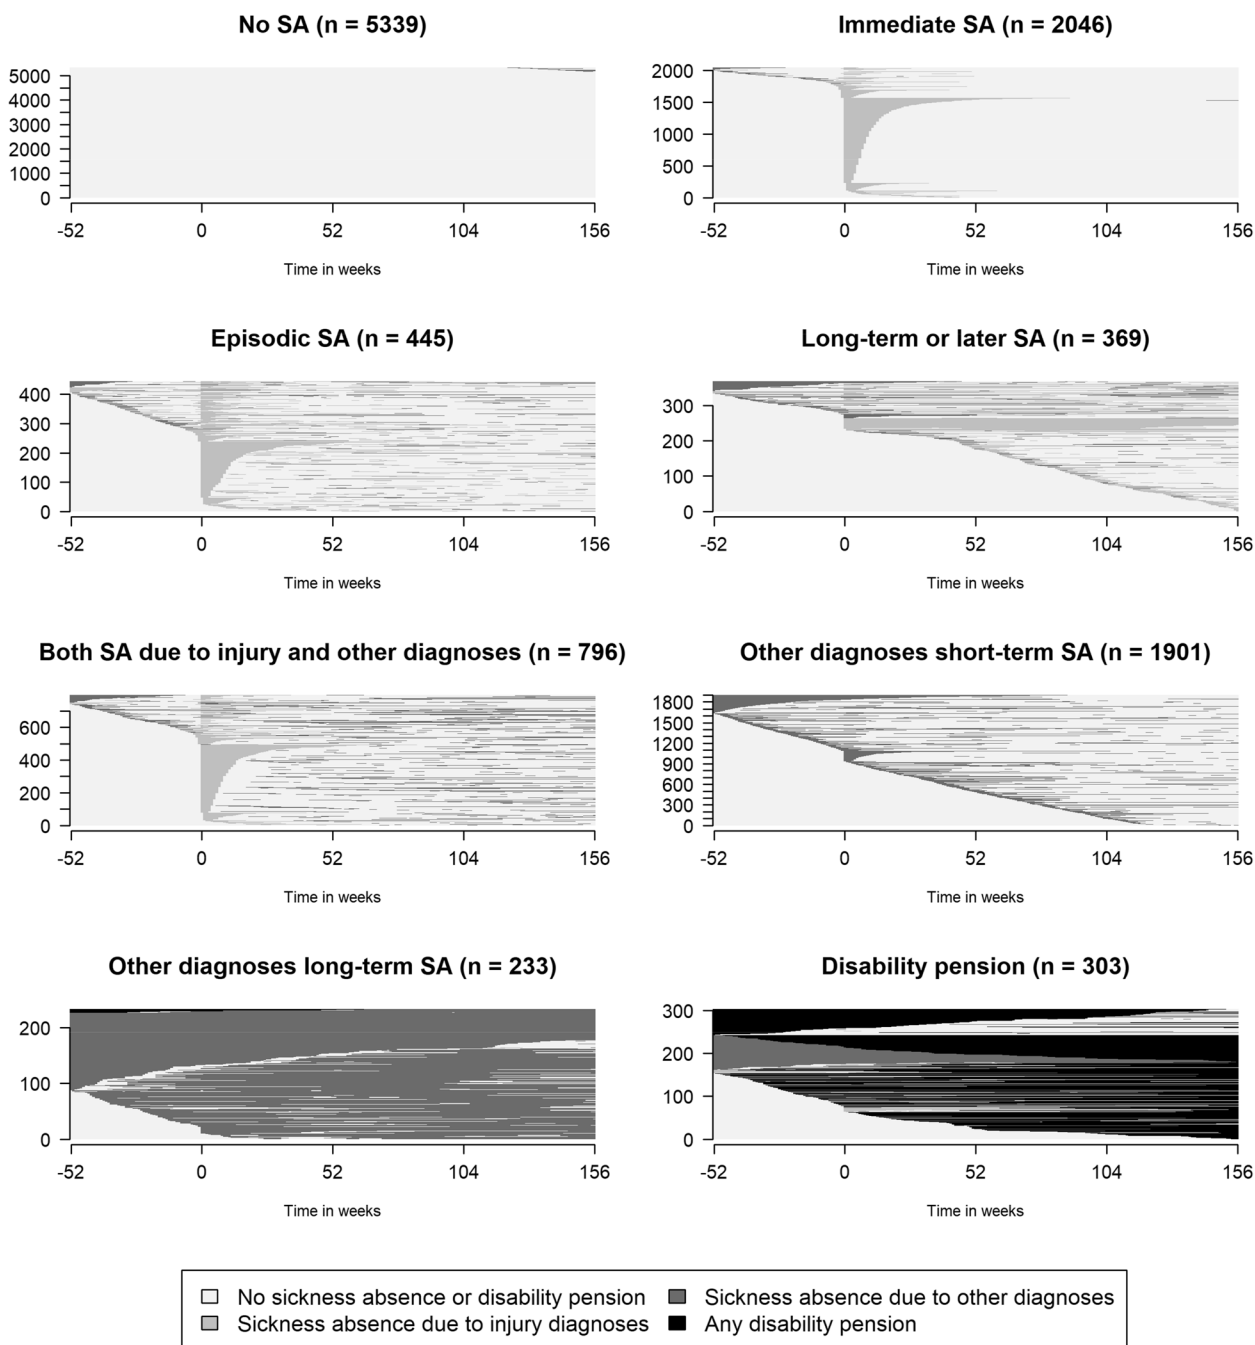 No SA (n = 5339)
5000
4000
3000
2000
1000
0
-52 0 52 104 156
Time in weeks
Immediate SA (n = 2046)
2000
1500
1000
500
0
-52 0 52 104 156
Time in weeks
Episodic SA (n = 445)
400
300
200
100
0
-52 0 52 104 156
Time in weeks
Long-term or later SA (n = 369)
300
200
100
0
-52 0 52 104 156
Time in weeks
Both SA due to injury and other diagnoses (n = 796)
600
400
200
0
-52 0 52 104 156
Time in weeks
Other diagnoses short-term SA (n = 1901)
1800
1500
1200
900
600
300
0
-52 0 52 104 156
Time in weeks
Other diagnoses long-term SA (n = 233)
200
100
0
-52 0 52 104 156
Time in weeks
Disability pension (n = 303)
300
200
100
0
-52 0 52 104 156
Time in weeks
No sickness absence or disability pension
Sickness absence due to injury diagnoses
Sickness absence due to other diagnoses
Any disability pension